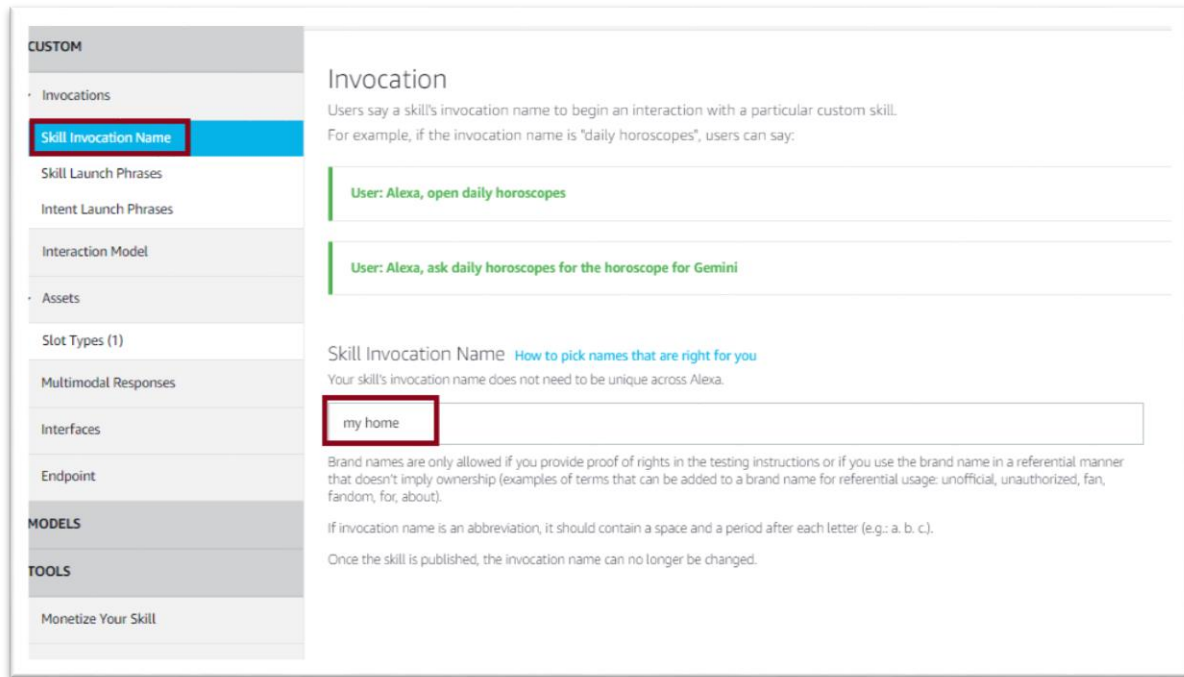 CUSTOM
Invocations
Skill Invocation Name
Skill Launch Phrases
Intent Launch Phrases
Interaction Model
Assets
Slot Types (1)
Multimodal Responses
Interfaces
Endpoint
MODELS
TOOLS
Monetize Your Skill
Invocation
Users say a skill's invocation name to begin an interaction with a particular custom skill.
For example, if the invocation name is "daily horoscopes", users can say:
User: Alexa, open daily horoscopes
User: Alexa, ask daily horoscopes for the horoscope for Gemini
Skill Invocation Name How to pick names that are right for you
Your skill's invocation name does not need to be unique across Alexa.
my home
Brand names are only allowed if you provide proof of rights in the testing instructions or if you use the brand name in a referential manner
that doesn't imply ownership (examples of terms that can be added to a brand name for referential usage: unofficial, unauthorized, fan,
fandom, for, about).
If invocation name is an abbreviation, it should contain a space and a period after each letter (e.g.: a. b. c.).
Once the skill is published, the invocation name can no longer be changed.